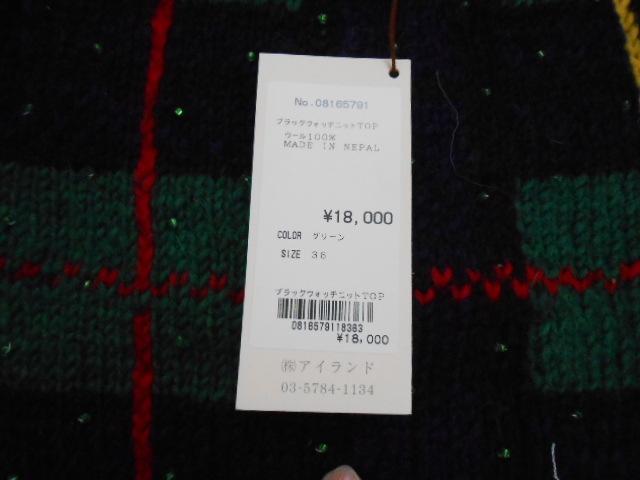 No.08165791
ブラックウォッチニットTOP
ウール100%
MADE IN NEPAL
¥18,000
COLOR グリーン
SIZE 36
ブラックウォッチニットTOP
0816579118363
¥18,000
㈱アイランド
03-5784-1134